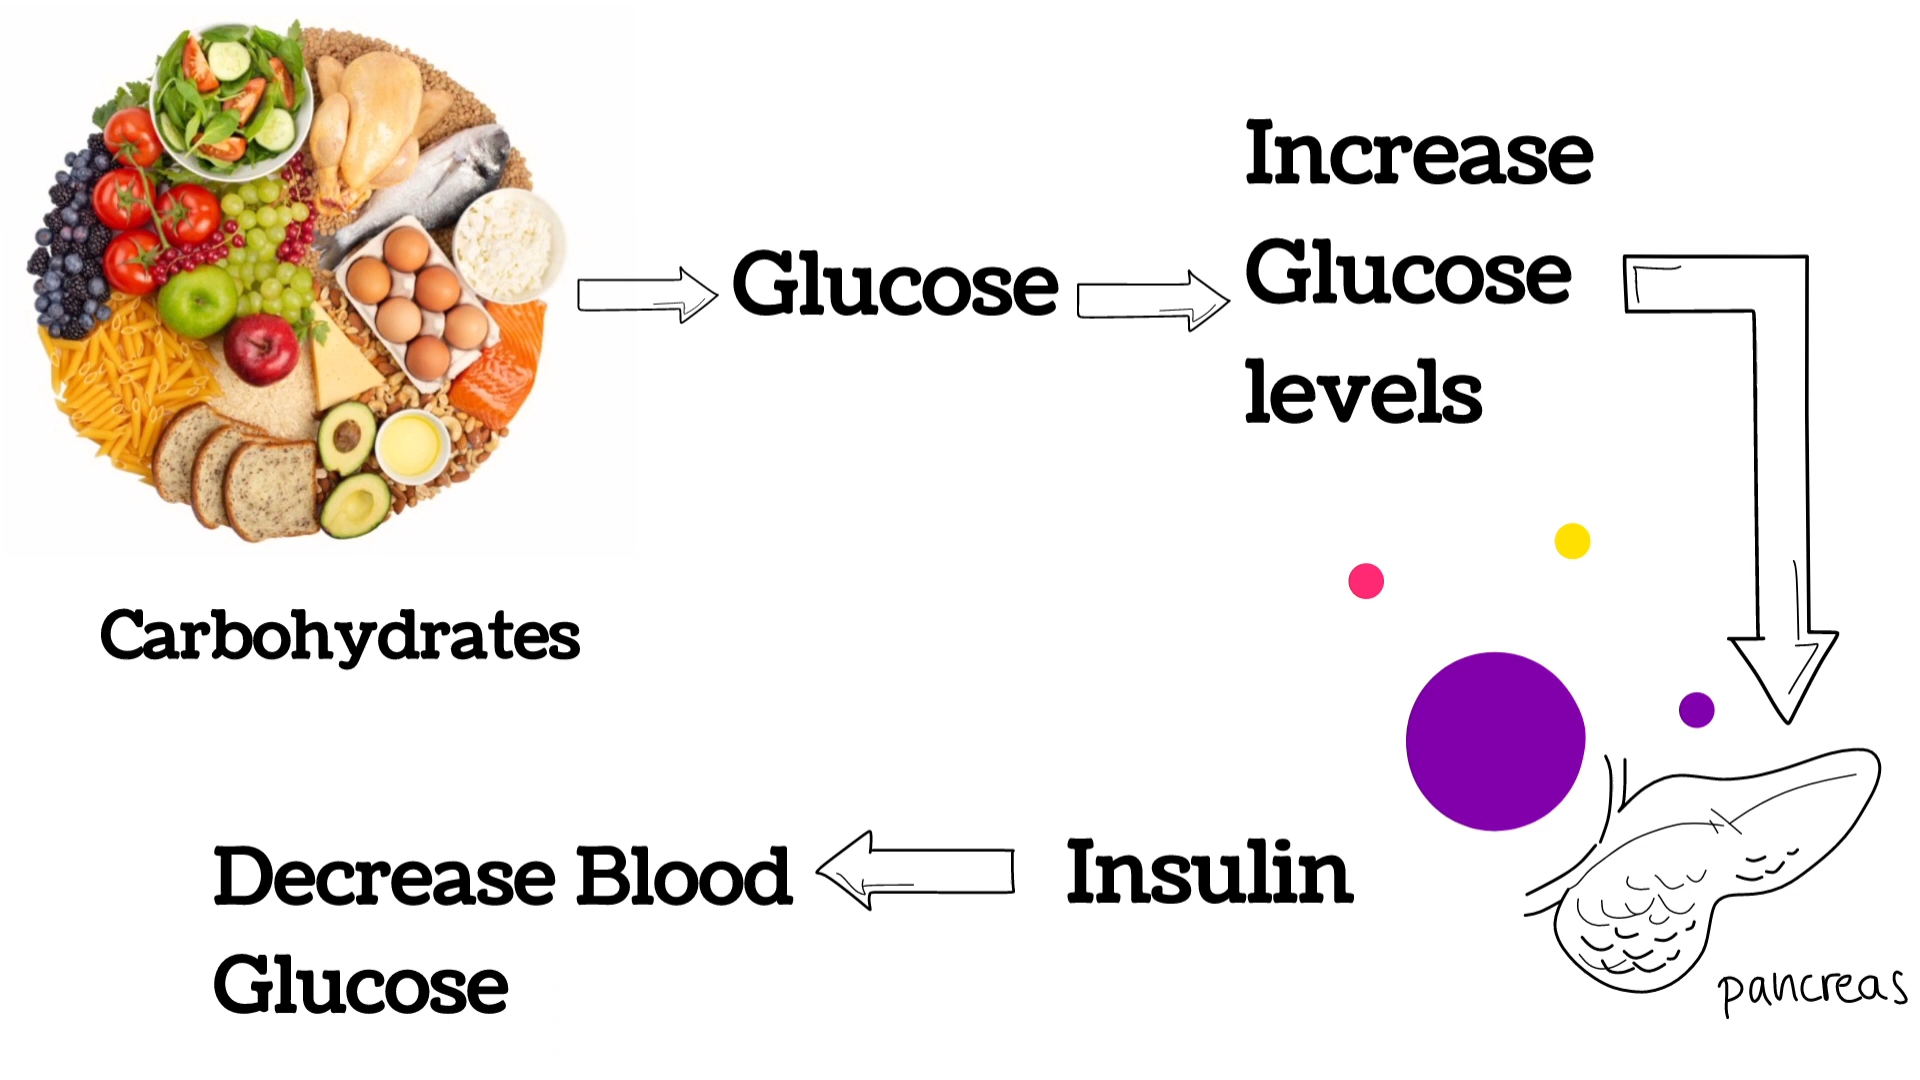 Carbohydrates
Glucose
Increase
Glucose
levels
pancreas
Insulin
Decrease Blood
Glucose